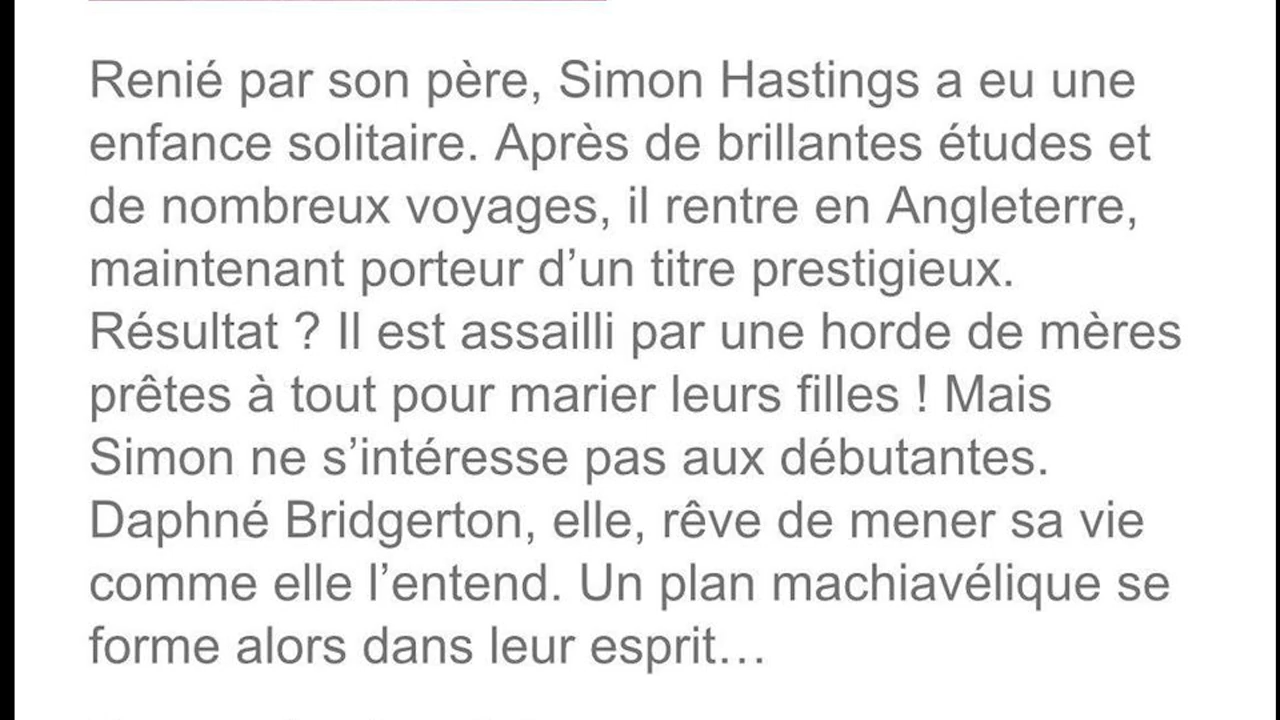 Renié par son père, Simon Hastings a eu une
enfance solitaire. Après de brillantes études et
de nombreux voyages, il rentre en Angleterre,
maintenant porteur d’un titre prestigieux.
Résultat ? Il est assailli par une horde de mères
prêtes à tout pour marier leurs filles ! Mais
Simon ne s’intéresse pas aux débutantes.
Daphné Bridgerton, elle, rêve de mener sa vie
comme elle l’entend. Un plan machiavélique se
forme alors dans leur esprit…